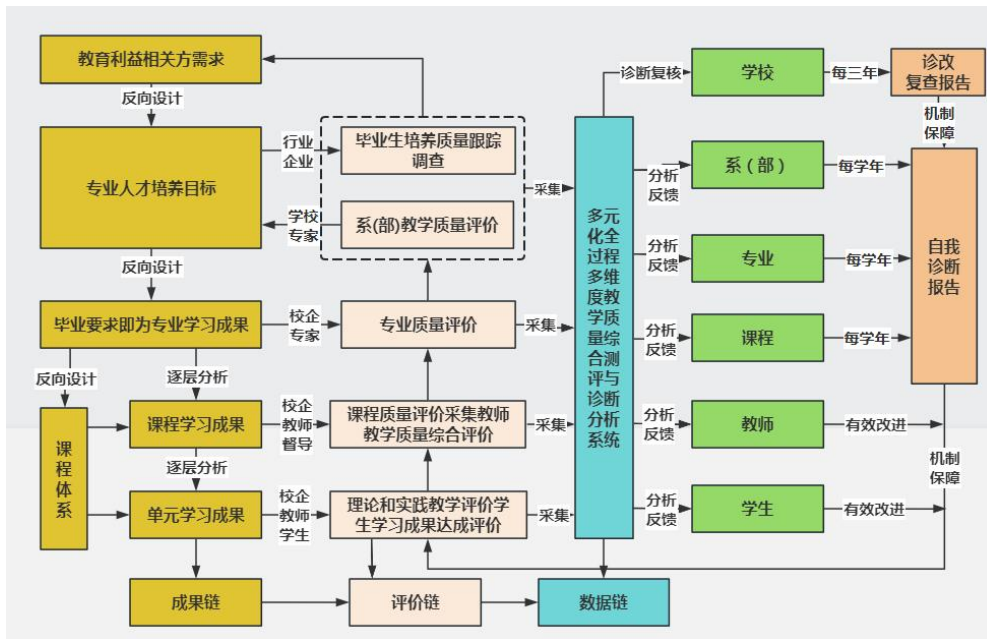 教育利益相关方需求
反向设计
专业人才培养目标
反向设计
毕业要求即为专业学习成果
反向设计
逐层分析
课程体系
课程学习成果
逐层分析
单元学习成果
成果链
行业
企业
学校
专家
校企
专家
校企
教师
督导
校企
教师
学生
毕业生培养质量跟踪
调查
系(部)教学质量评价
专业质量评价
课程质量评价采集教师
教学质量综合评价
理论和实践教学评价学
生学习成果达成评价
评价链
采集
采集
采集
采集
多元
化全
过程
多维
度教
学质
量综
合测
评与
诊断
分析
系统
数据链
诊断复核
学校
每三年
诊改
复查报告
机制
保障
分析
反馈
系（部）
每学年
分析
反馈
专业
每学年
分析
反馈
课程
每学年
自我
诊断
报告
分析
反馈
教师
有效改进
机制
保障
分析
反馈
学生
有效改进